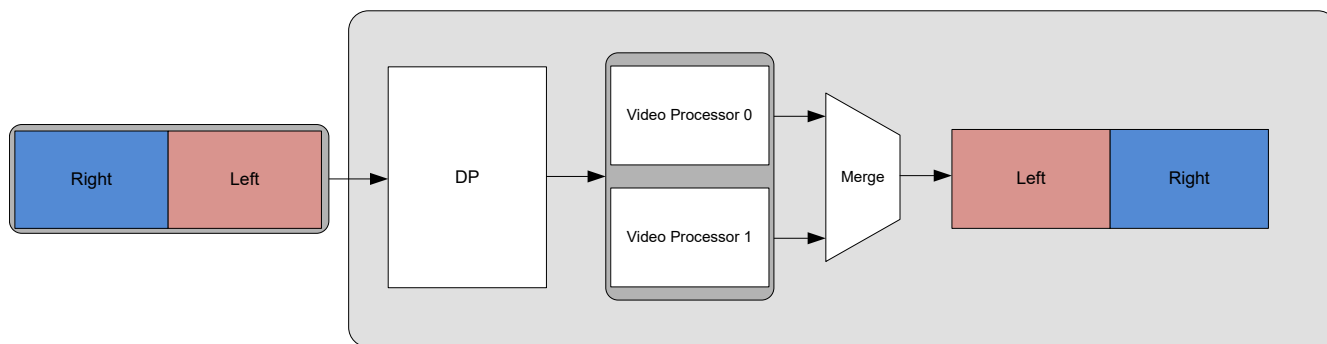 Right
Left
DP
Video Processor 0
Video Processor 1
Merge
Left
Right